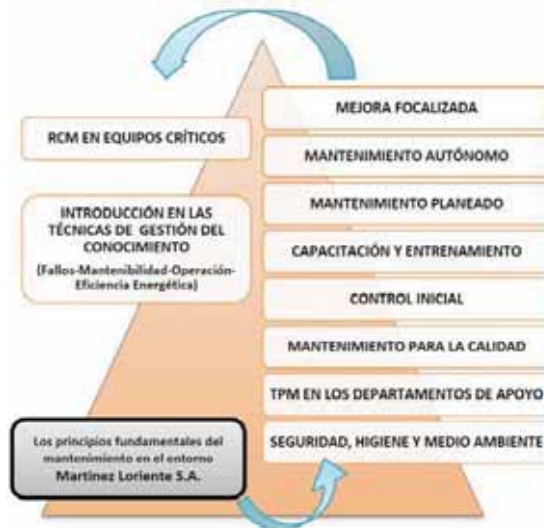 RCM EN EQUIPOS CRÍTICOS
INTRODUCCIÓN EN LAS
TÉCNICAS DE GESTIÓN DEL
CONOCIMIENTO
(Fallos-Mantenibilidad-Operación-
Eficiencia Energética)
Los principios fundamentales del
mantenimiento en el entorno
Martinez Loriente S.A.
MEJORA FOCALIZADA
MANTENIMIENTO AUTÓNOMO
MANTENIMIENTO PLANEADO
CAPACITACIÓN Y ENTRENAMIENTO
CONTROL INICIAL
MANTENIMIENTO PARA LA CALIDAD
TPM EN LOS DEPARTAMENTOS DE APOYO
SEGURIDAD, HIGIENE Y MEDIO AMBIENTE